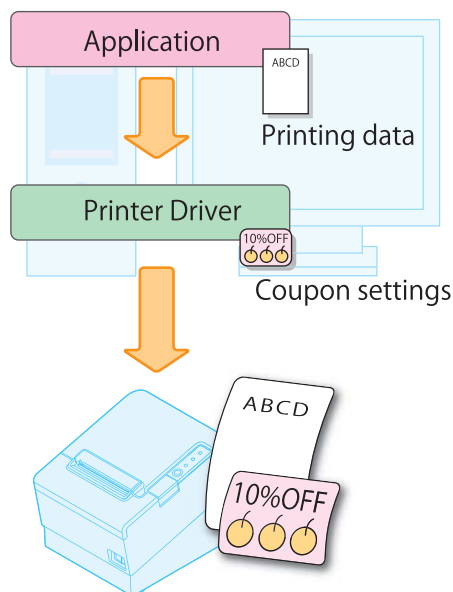 Application
ABCD
Printing data
Printer Driver
10%OFF
Coupon settings
ABCD
10%OFF